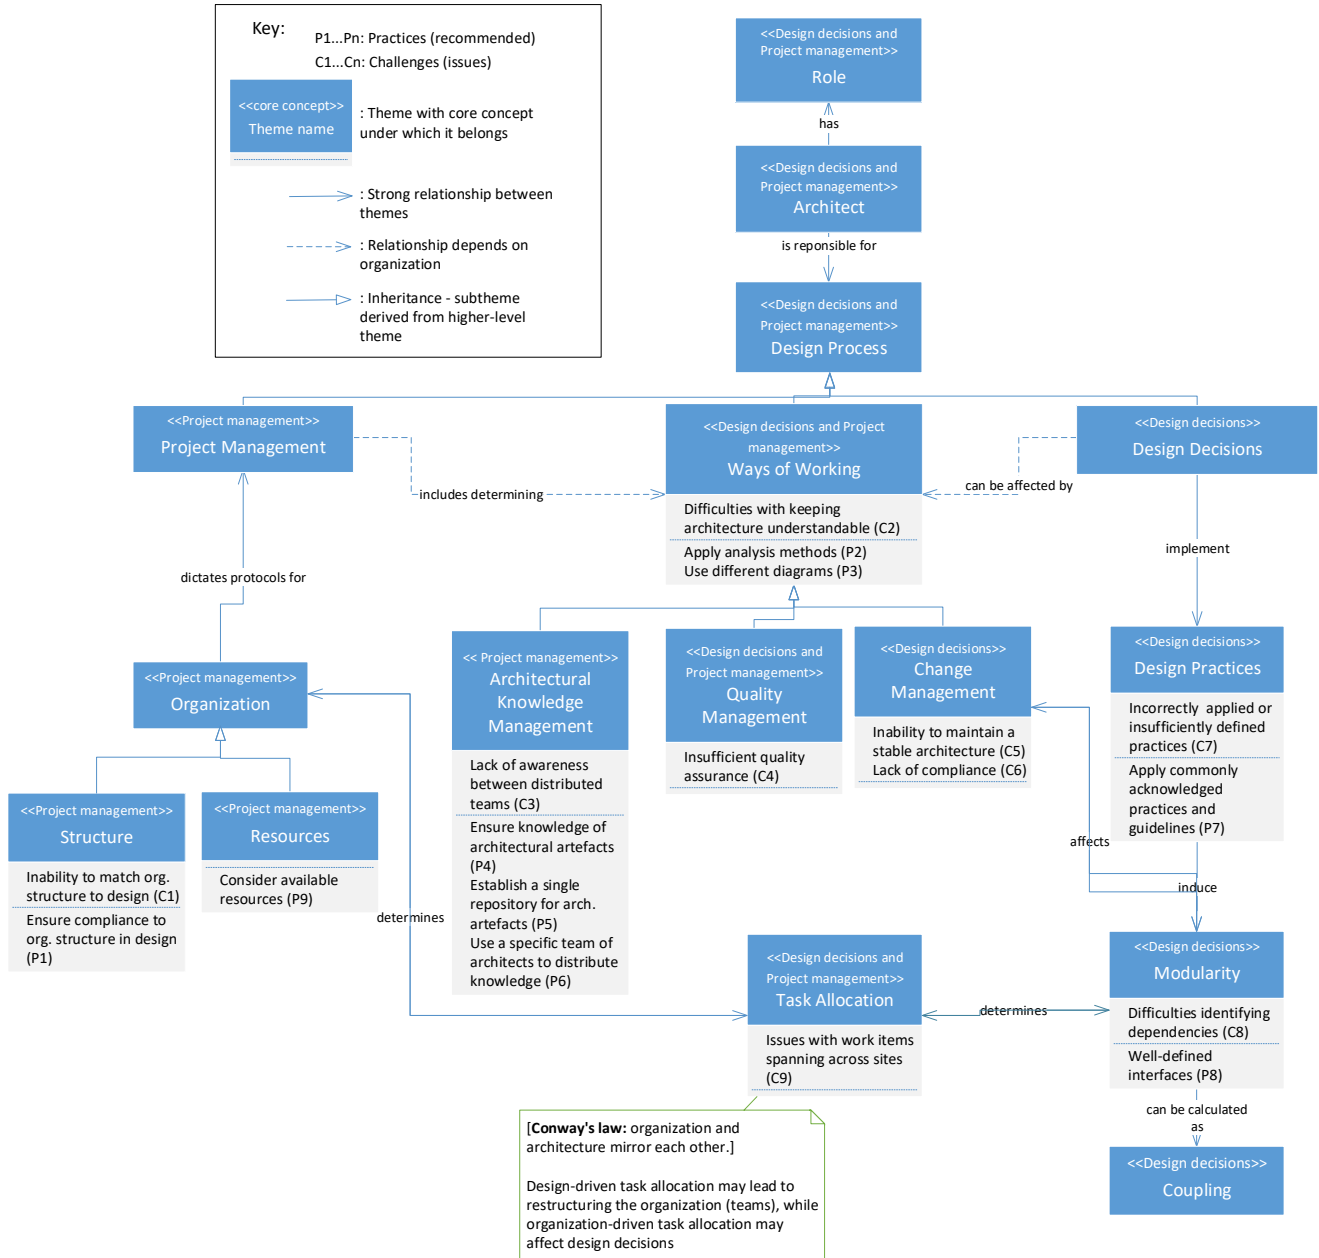 Key:
P1...Pn: Practices (recommended)
C1...Cn: Challenges (issues)
<<core concept>>
Theme name
: Theme with core concept
under which it belongs
: Strong relationship between
themes
: Relationship depends on
organization
: Inheritance - subtheme
derived from higher-level
theme
<<Design decisions and
Project management>>
Role
has
<<Design decisions and
Project management>>
Architect
is reponsible for
<<Design decisions and
Project management>>
Design Process
<<Project management>>
Project Management
<<Design decisions and Project
management>>
Ways of Working
Difficulties with keeping
architecture understandable (C2)
Apply analysis methods (P2)
Use different diagrams (P3)
<<Design decisions>>
Design Decisions
includes determining
can be affected by
implement
dictates protocols for
<<Project management>>
Organization
<< Project management>>
Architectural
Knowledge
Management
Lack of awareness
between distributed
teams (C3)
Ensure knowledge of
architectural artefacts
(P4)
Establish a single
repository for arch.
artefacts (P5)
Use a specific team of
architects to distribute
knowledge (P6)
<<Design decisions and
Project management>>
Quality
Management
Insufficient quality
assurance (C4)
<<Design decisions>>
Change
Management
Inability to maintain a
stable architecture (C5)
Lack of compliance (C6)
<<Design decisions>>
Design Practices
Incorrectly  applied or
insufficiently defined
practices (C7)
Apply commonly
acknowledged
practices and
guidelines (P7)
<<Project management>>
Structure
Inability to match org.
structure to design (C1)
Ensure compliance to
org. structure in design
(P1)
<<Project management>>
Resources
Consider available
resources (P9)
affects
induce
determines
<<Design decisions and
Project management>>
Task Allocation
Issues with work items
spanning across sites
(C9)
determines
<<Design decisions>>
Modularity
Difficulties identifying
dependencies (C8)
Well-defined
interfaces (P8)
can be calculated
as
<<Design decisions>>
Coupling
[Conway's law: organization and
architecture mirror each other.]
Design-driven task allocation may lead to
restructuring the organization (teams), while
organization-driven task allocation may
affect design decisions